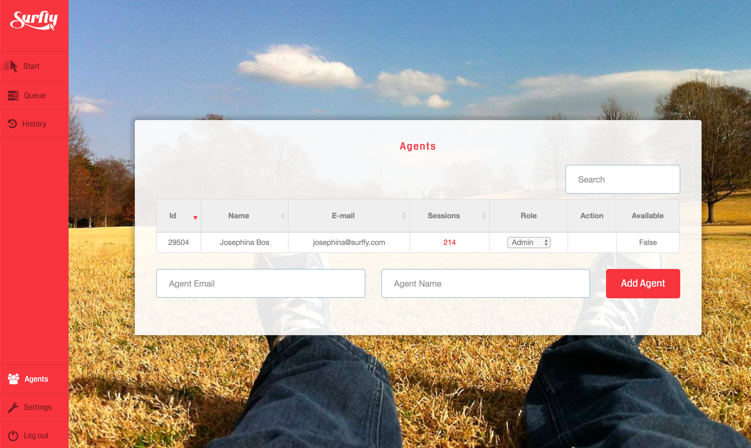 Surfly
Start
Queue
History
Agents
Settings
Log out
Agents
Search
Id Name E-mail Sessions Role Action Available
29504 Josephina Bos josephina@surfly.com 214 Admin False
Agent Email Agent Name Add Agent